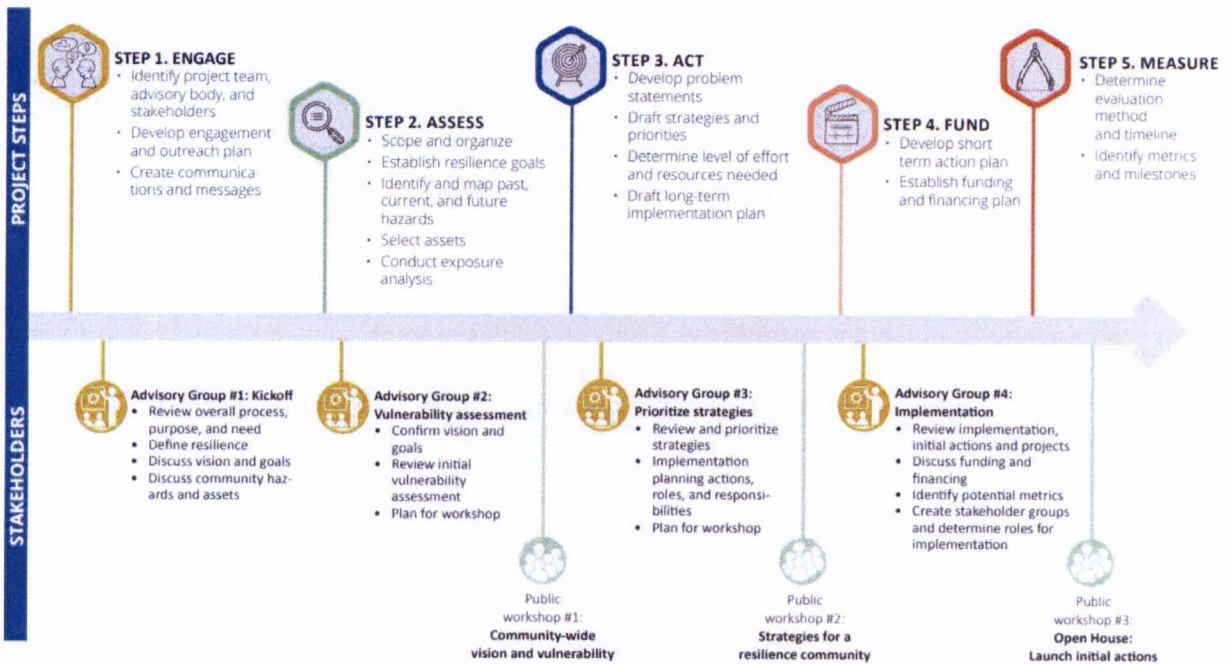 PROJECT STEPS
STEP 1. ENGAGE
• Identify project team,
advisory body, and
stakeholders
• Develop engagement
and outreach plan
• Create communica-
tions and messages
STEP 2. ASSESS
• Scope and organize
• Establish resilience goals
• Identify and map past,
current, and future
hazards
• Select assets
• Conduct exposure
analysis
STEP 3. ACT
• Develop problem
statements
• Draft strategies and
priorities
• Determine level of effort
and resources needed
• Draft long-term
implementation plan
STEP 4. FUND
• Develop short
term action plan
• Establish funding
and financing plan
STEP 5. MEASURE
• Determine
evaluation
method
and timeline
• Identify metrics
and milestones
STAKEHOLDERS
Advisory Group #1: Kickoff
• Review overall process,
purpose, and need
• Define resilience
• Discuss vision and goals
• Discuss community haz-
ards and assets
Advisory Group #2:
Vulnerability assessment
• Confirm vision and
goals
• Review initial
vulnerability
assessment
• Plan for workshop
Public
workshop #1:
Community-wide
vision and vulnerability
Advisory Group #3:
Prioritize strategies
• Review and prioritize
strategies
• Implementation
planning actions,
roles, and responsi-
bilities
• Plan for workshop
Public
workshop #2:
Strategies for a
resilience community
Advisory Group #4:
Implementation
• Review implementation,
initial actions and projects
• Discuss funding and
financing
• Identify potential metrics
• Create stakeholder groups
and determine roles for
implementation
Public
workshop #3:
Open House:
Launch initial actions